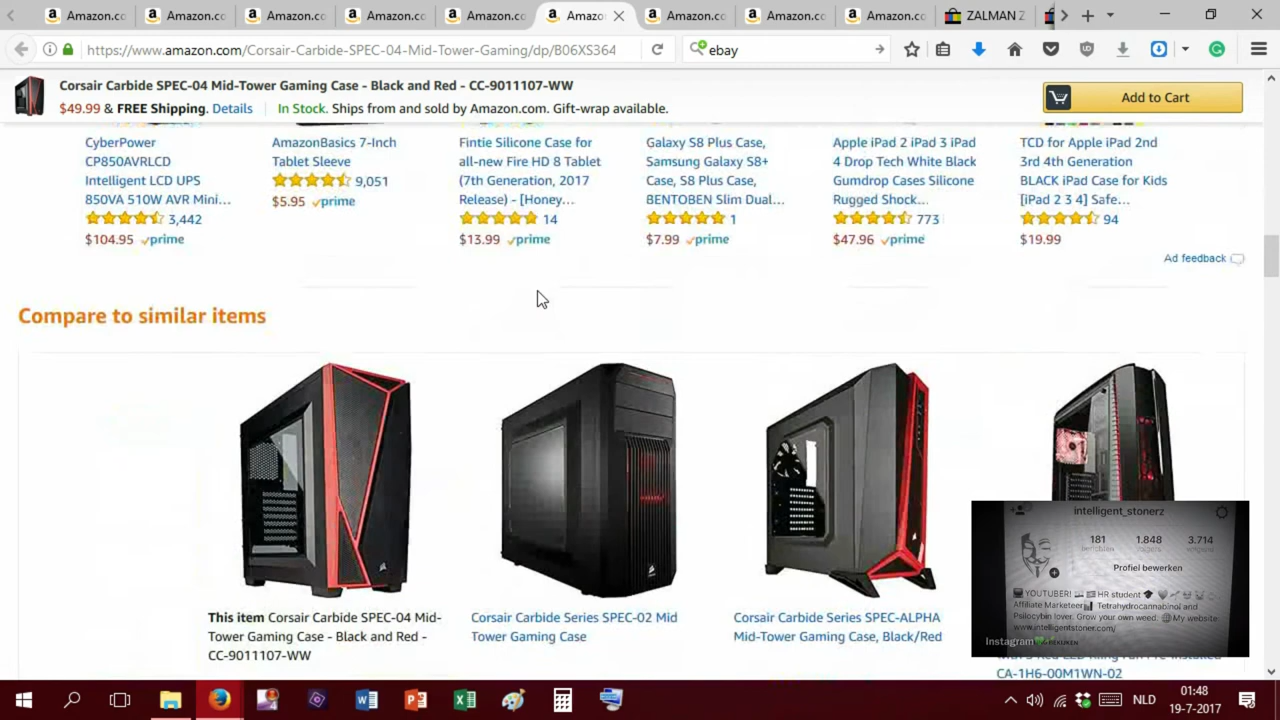 Amazon.co
Amazon.co
Amazon.co
Amazon.co
Amazon.co
Amazo
Amazon.co
Amazon.co
Amazon.co
ZALMAN Z
https://www.amazon.com/Corsair-Carbide-SPEC-04-Mid-Tower-Gaming/dp/B06XS364
ebay
Corsair Carbide SPEC-04 Mid-Tower Gaming Case - Black and Red - CC-9011107-WW
$49.99 & FREE Shipping. Details
In Stock. Ships from and sold by Amazon.com. Gift-wrap available.
Add to Cart
CyberPower
CP850AVRLCD
Intelligent LCD UPS
850VA 510W AVR Mini...
3,442
$104.95 prime
AmazonBasics 7-Inch
Tablet Sleeve
9,051
$5.95 prime
Fintie Silicone Case for
all-new Fire HD 8 Tablet
(7th Generation, 2017
Release) - [Honey...
14
$13.99 prime
Galaxy S8 Plus Case,
Samsung Galaxy S8+
Case, S8 Plus Case,
BENTOBEN Slim Dual...
1
$7.99 prime
Apple iPad 2 iPad 3 iPad
4 Drop Tech White Black
Gumdrop Cases Silicone
Rugged Shock...
773
$47.96 prime
TCD for Apple iPad 2nd
3rd 4th Generation
BLACK iPad Case for Kids
[iPad 2 3 4] Safe...
94
$19.99
Ad feedback
Compare to similar items
This item Corsair Carbide SPEC-04 Mid-
Tower Gaming Case - Black and Red -
CC-9011107-WW
Corsair Carbide Series SPEC-02 Mid
Tower Gaming Case
Corsair Carbide Series SPEC-ALPHA
Mid-Tower Gaming Case, Black/Red
CA-1H6-00M1WN-02
intelligent_stonerz
181 1.848 3.714
berichten volgers volgend
Profiel bewerken
YOUTUBER! HR student
Affiliate Marketeer Tetrahydrocannabinol and
Psilocybin lover. Grow your own weed. My website:
www.intelligentstoner.com/
Instagram
NLD
01:48
19-7-2017